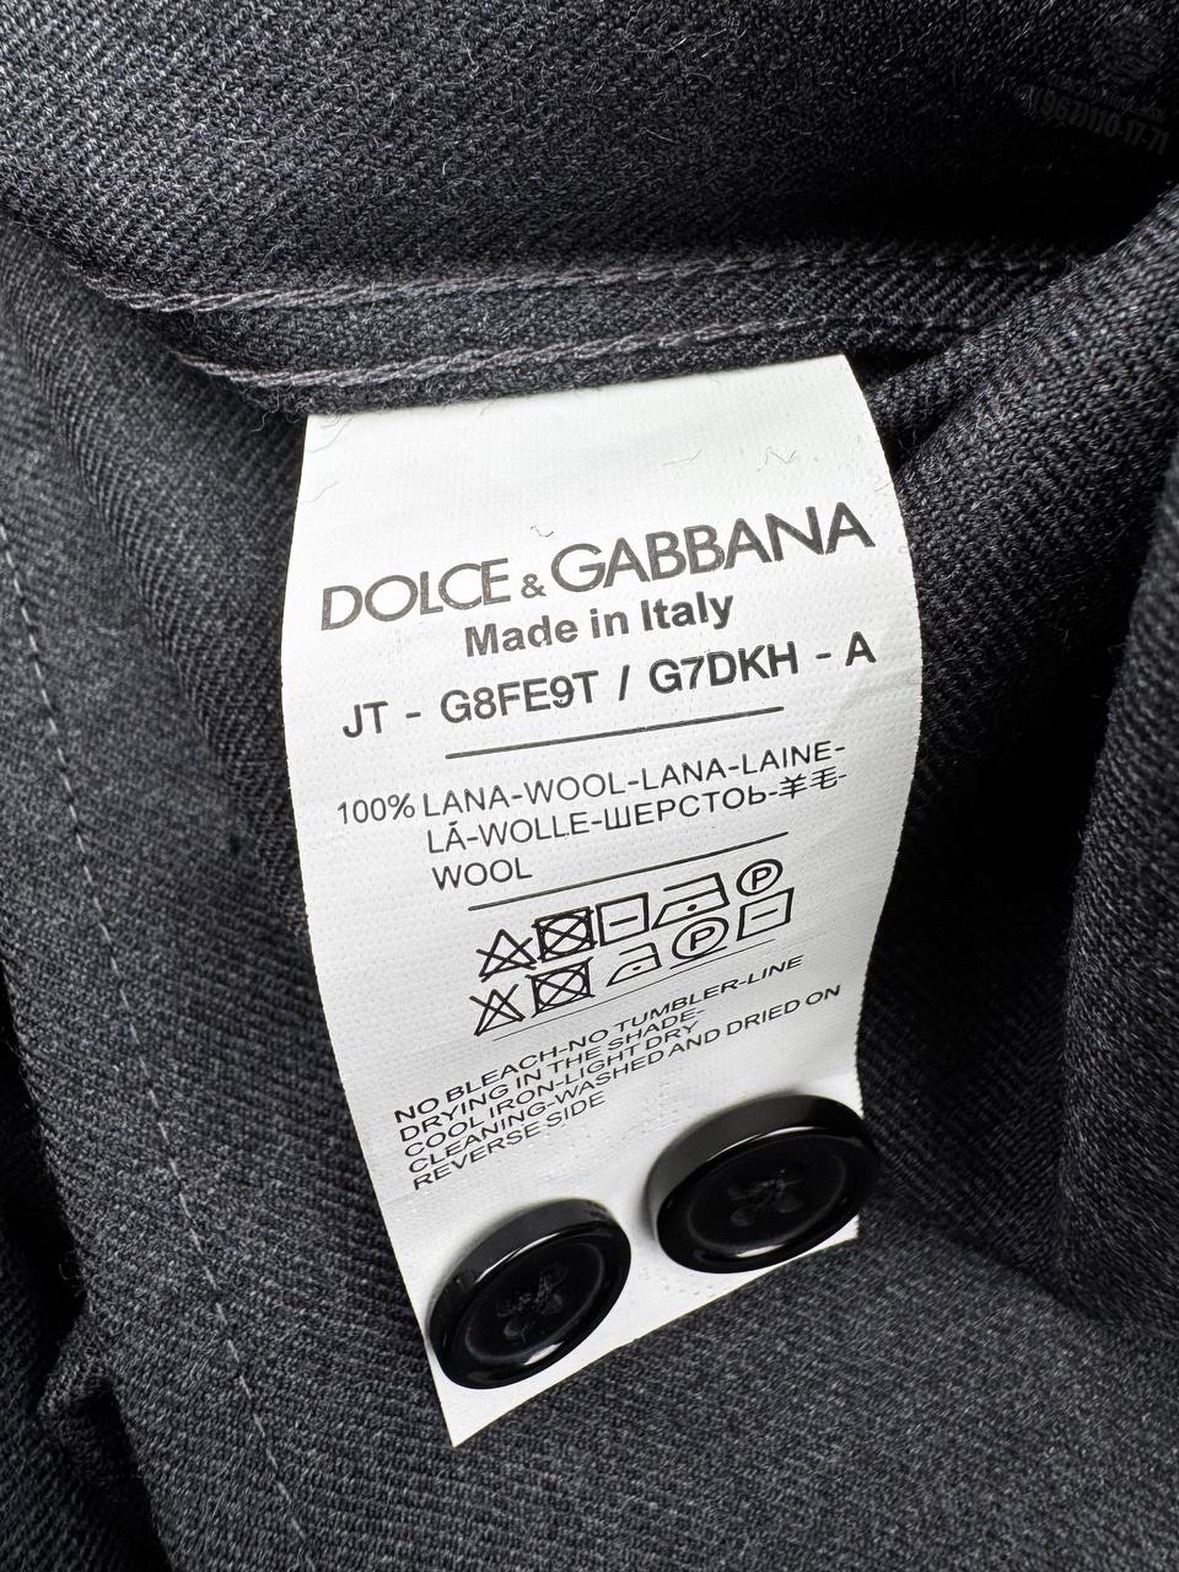 DOLCE & GABBANA
Made in Italy
JT - G8FE9T / G7DKH - A
100% LANA-WOOL-LANA-LAINE-
LÃ-WOLLE-ШЕРСТОЬ-羊毛-
WOOL
P
P
NO BLEACH-NO TUMBLER-LINE
DRYING IN THE SHADE-
COOL IRON-LIGHT DRY
CLEANING-WASHED AND DRIED ON
REVERSE SIDE